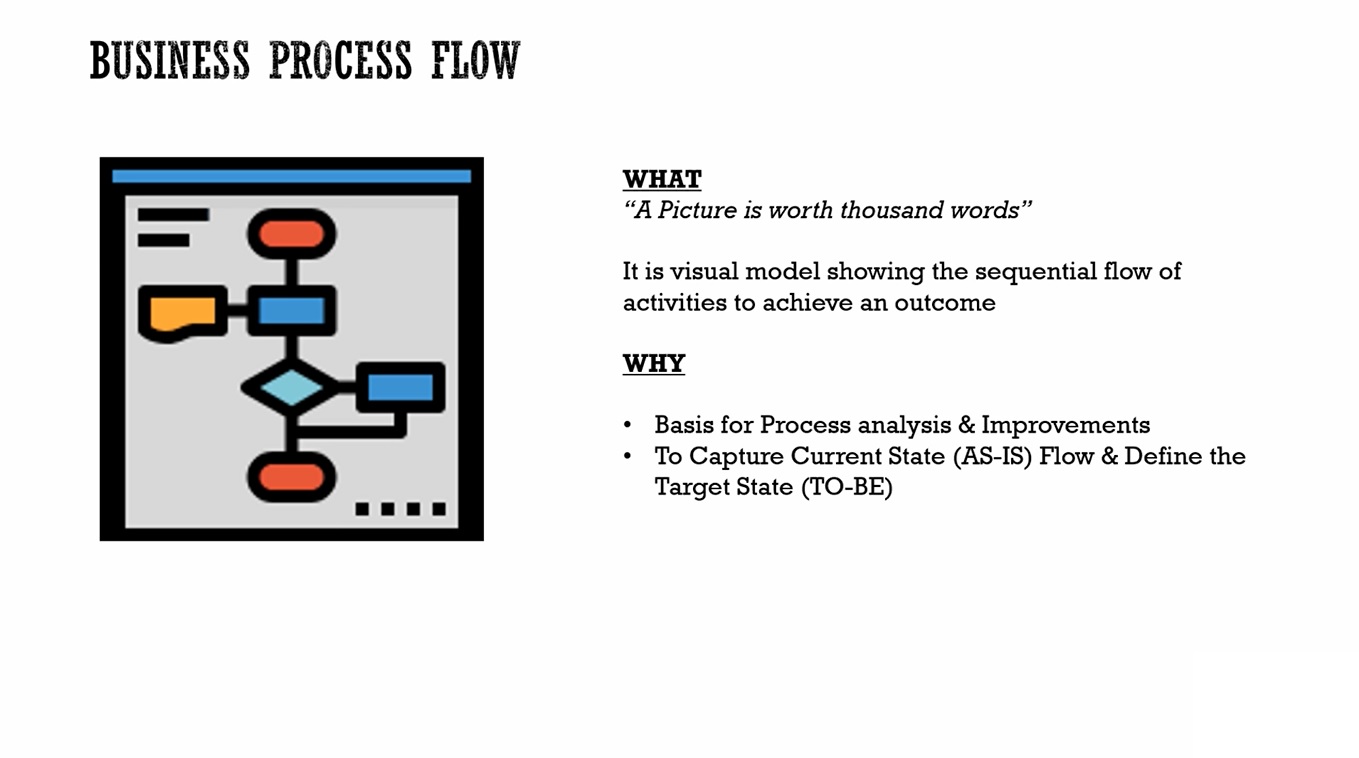 BUSINESS PROCESS FLOW
WHAT
“A Picture is worth thousand words”
It is visual model showing the sequential flow of
activities to achieve an outcome
WHY
• Basis for Process analysis & Improvements
• To Capture Current State (AS-IS) Flow & Define the
Target State (TO-BE)